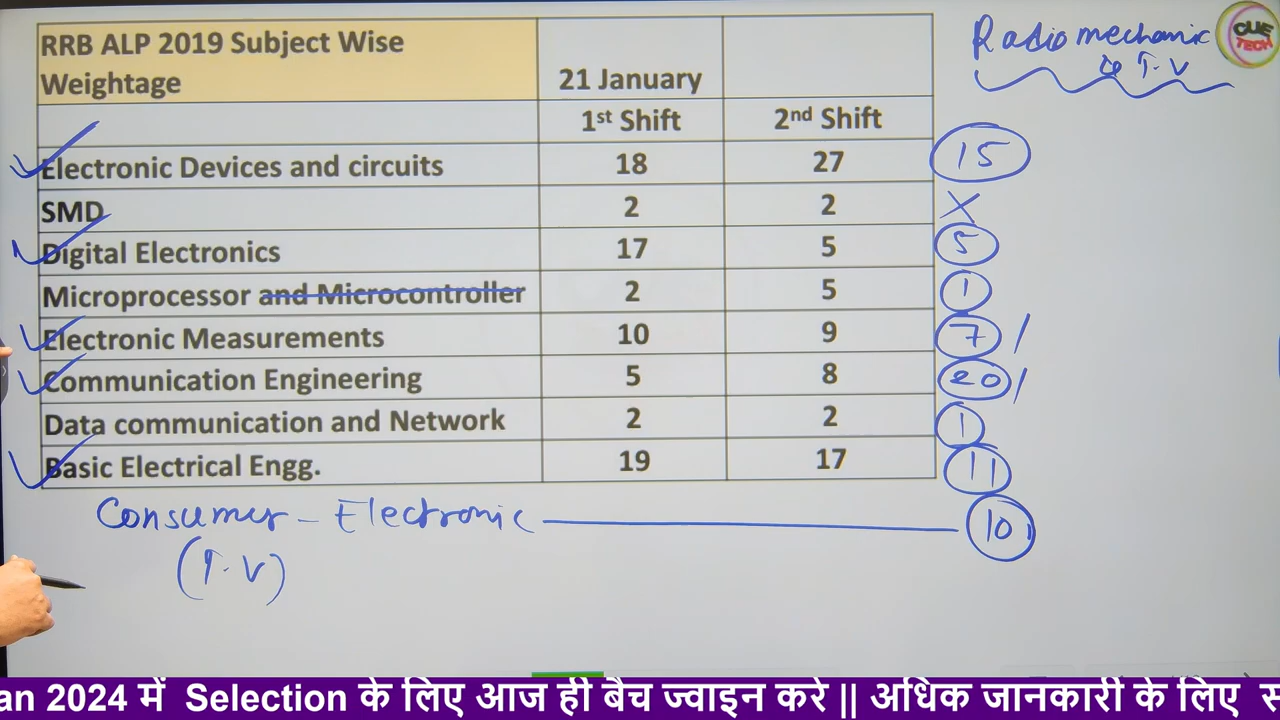 RRB ALP 2019 Subject Wise
Weightage
21 January
1st Shift 2nd Shift
Electronic Devices and circuits 18 27 15
SMD 2 2 X
Digital Electronics 17 5 5
Microprocessor and Microcontroller 2 5 1
Electronic Measurements 10 9 7 /
Communication Engineering 5 8 20 /
Data communication and Network 2 2 1
Basic Electrical Engg. 19 17 11
Consumer - Electronic 10
(T.V)
Radio mechanic
T.V
CUE
TECH
an 2024 में Selection के लिए आज ही बैच ज्वाइन करे || अधिक जानकारी के लिए